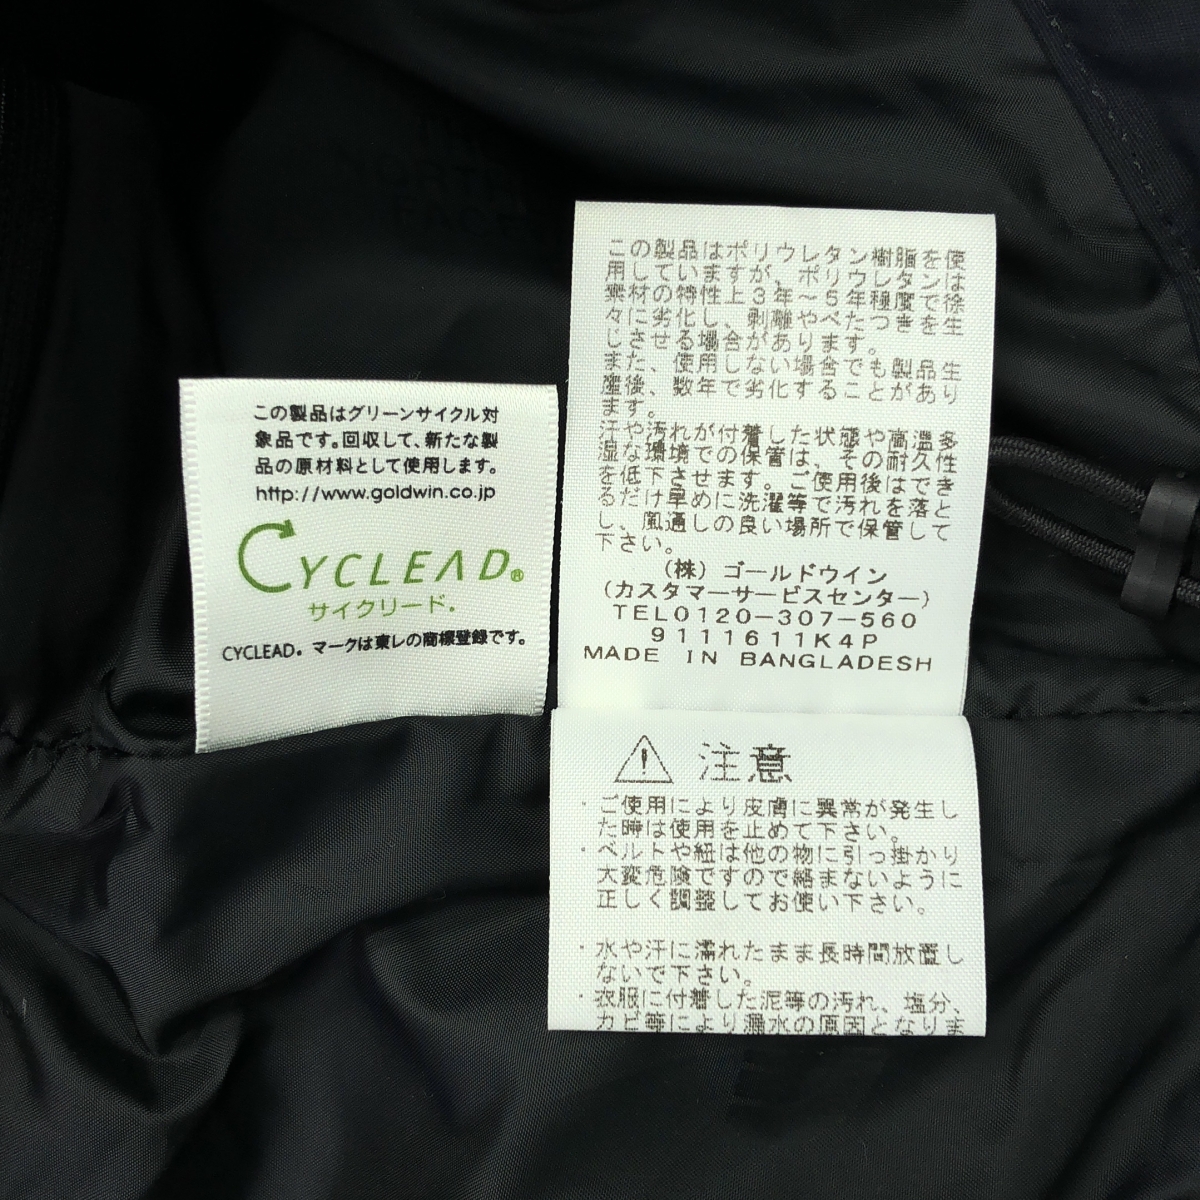 この製品はグリーンサイクル対
象品です。回収して、新たな製
品の原材料として使用します。
http://www.goldwin.co.jp
CYCLEAD®
サイクリード®
CYCLEAD® マークは東レの商標登録です。
この製品はポリウレタン樹脂を使
用していますが、ポリウレタンは
素材の特性上3年～5年程度で徐
々に劣化し、剥離やべたつきを生
じさせる場合があります。
また、使用しない場合でも製品生
産後、数年で劣化することがあり
ます。
汗や汚れが付着した状態や高温多
湿な環境での保管は、その耐久性
を低下させます。ご使用後はでき
るだけ早めに洗濯等で汚れを落と
し、風通しの良い場所で保管して
下さい。
(株) ゴールドウイン
(カスタマーサービスセンター)
TEL0120-307-560
9111611K4P
MADE IN BANGLADESH
注意
・ご使用により皮膚に異常が発生し
た時は使用を止めて下さい。
・ベルトや紐は他の物に引っ掛かり
大変危険ですので絡まないように
正しく調整してお使い下さい。
・水や汗に濡れたまま長時間放置し
ないで下さい。
・衣服に付着した泥等の汚れ、塩分、
カビ等により漏水の原因となりま